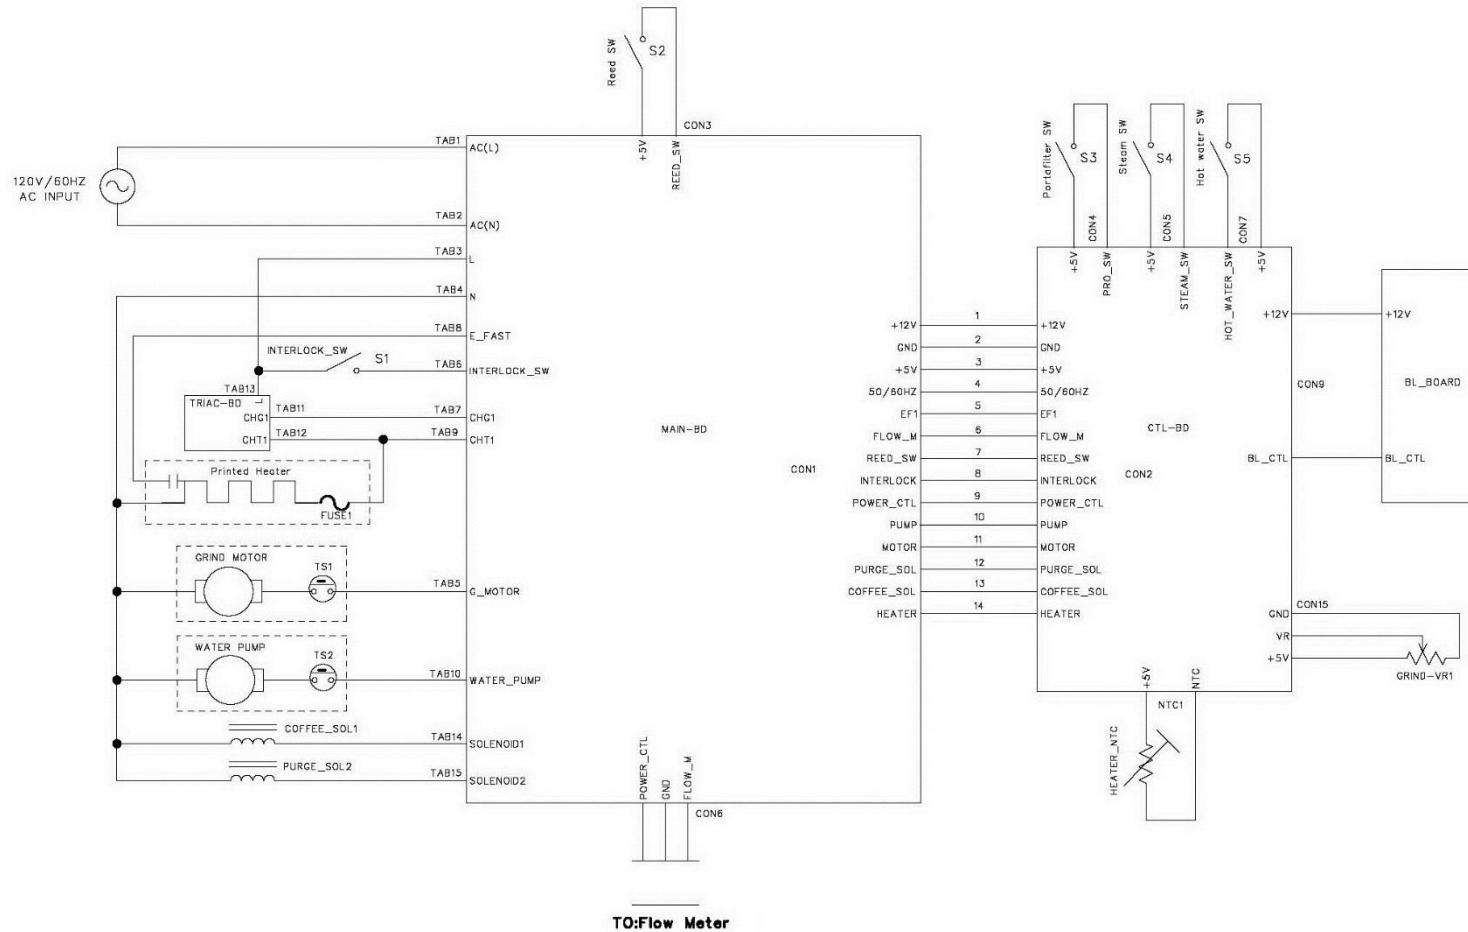 Reed SW
S2
CON3
+5V
REED_SW
120V/60HZ
AC INPUT
TAB1
AC(L)
TAB2
AC(N)
TAB3
L
TAB4
N
TAB8
E_FAST
INTERLOCK_SW
S1
TAB6
INTERLOCK_SW
TAB13
TRIAC-BD
L
CHG1
TAB11
TAB7
CHG1
CHT1
TAB12
TAB9
CHT1
Printed Heater
FUSE1
GRIND MOTOR
TS1
TAB5
G_MOTOR
WATER PUMP
TS2
TAB10
WATER_PUMP
COFFEE_SOL1
TAB14
SOLENOID1
PURGE_SOL2
TAB15
SOLENOID2
MAIN-BD
CON1
POWER_CTL
GND
FLOW_M
CON6
TO:Flow Meter
+12V 1 +12V
GND 2 GND
+5V 3 +5V
50/60HZ 4 50/60HZ
EF1 5 EF1
FLOW_M 6 FLOW_M
REED_SW 7 REED_SW
INTERLOCK 8 INTERLOCK
POWER_CTL 9 POWER_CTL
PUMP 10 PUMP
MOTOR 11 MOTOR
PURGE_SOL 12 PURGE_SOL
COFFEE_SOL 13 COFFEE_SOL
HEATER 14 HEATER
CTL-BD
CON2
Portafilter SW
S3
CON4
+5V
PRO_SW
Steam SW
S4
CON5
+5V
STEAM_SW
Hot water SW
S5
CON7
HOT_WATER_SW
+5V
+12V
+12V
CON9
BL_BOARD
BL_CTL
BL_CTL
GND
CON15
VR
+5V
GRIND-VR1
+5V
NTC
NTC1
HEATER_NTC